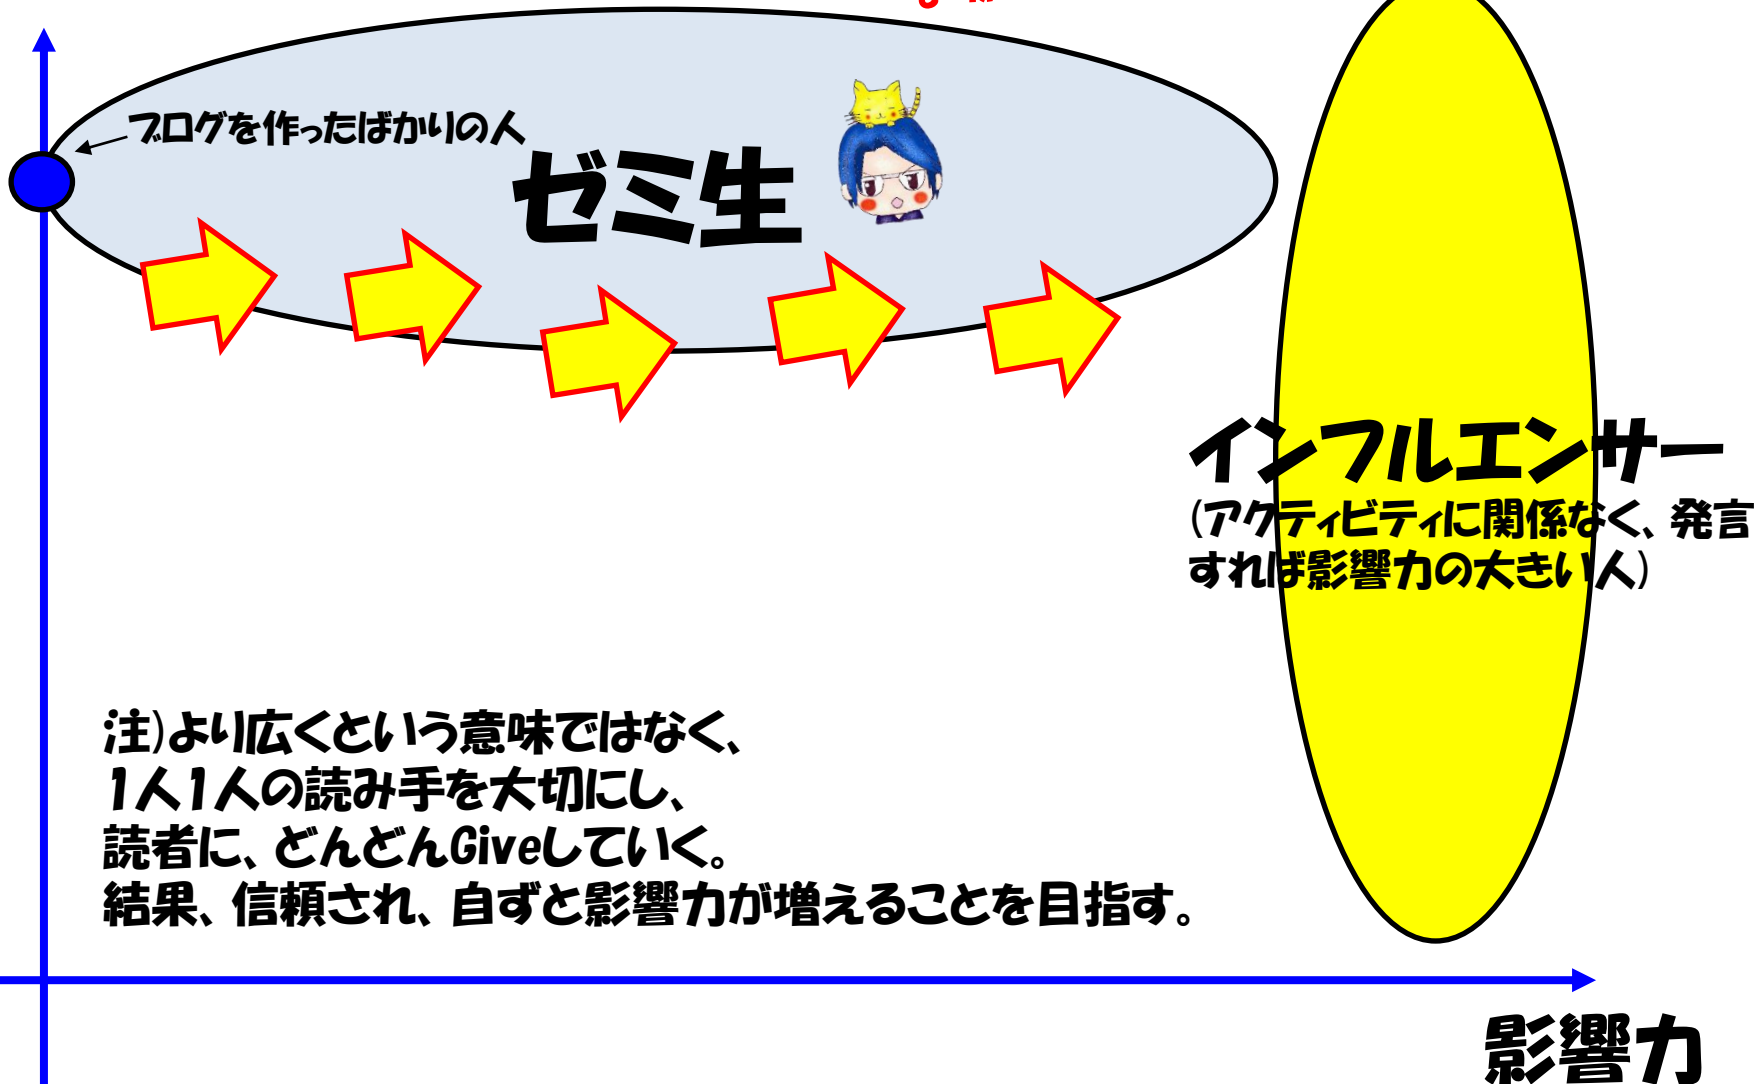 ブログを作ったばかりの人
ゼミ生
インフルエンサー
(アクティビティに関係なく、発言
すれば影響力の大きい人)
注)より広くという意味ではなく、
1人1人の読み手を大切にし、
読者に、どんどんGiveしていく。
結果、信頼され、自ずと影響力が増えることを目指す。
影響力